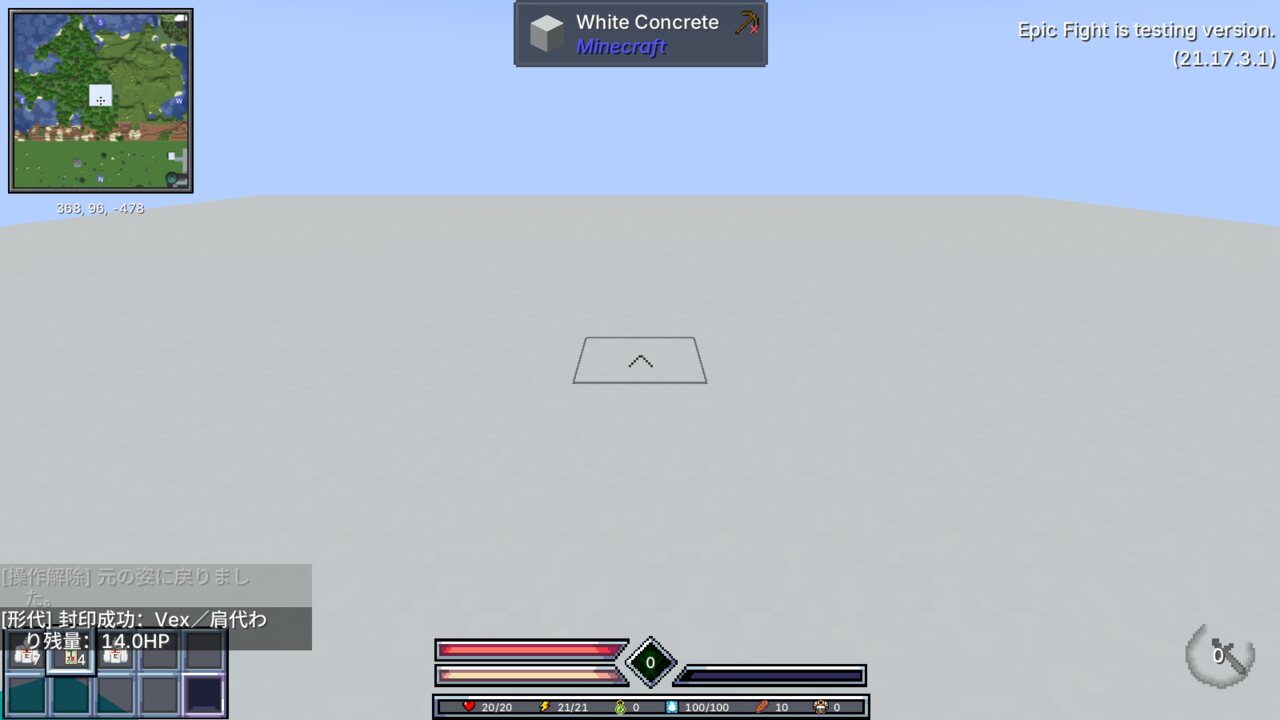 S
E
W
N
368, 96, -478
White Concrete
Minecraft
Epic Fight is testing version.
(21.17.3.1)
[操作解除] 元の姿に戻りまし
た。
[形代] 封印成功: Vex／肩代わ
り残量: 14.0HP
7
4
0
20/20
21/21
0
100/100
10
0
0